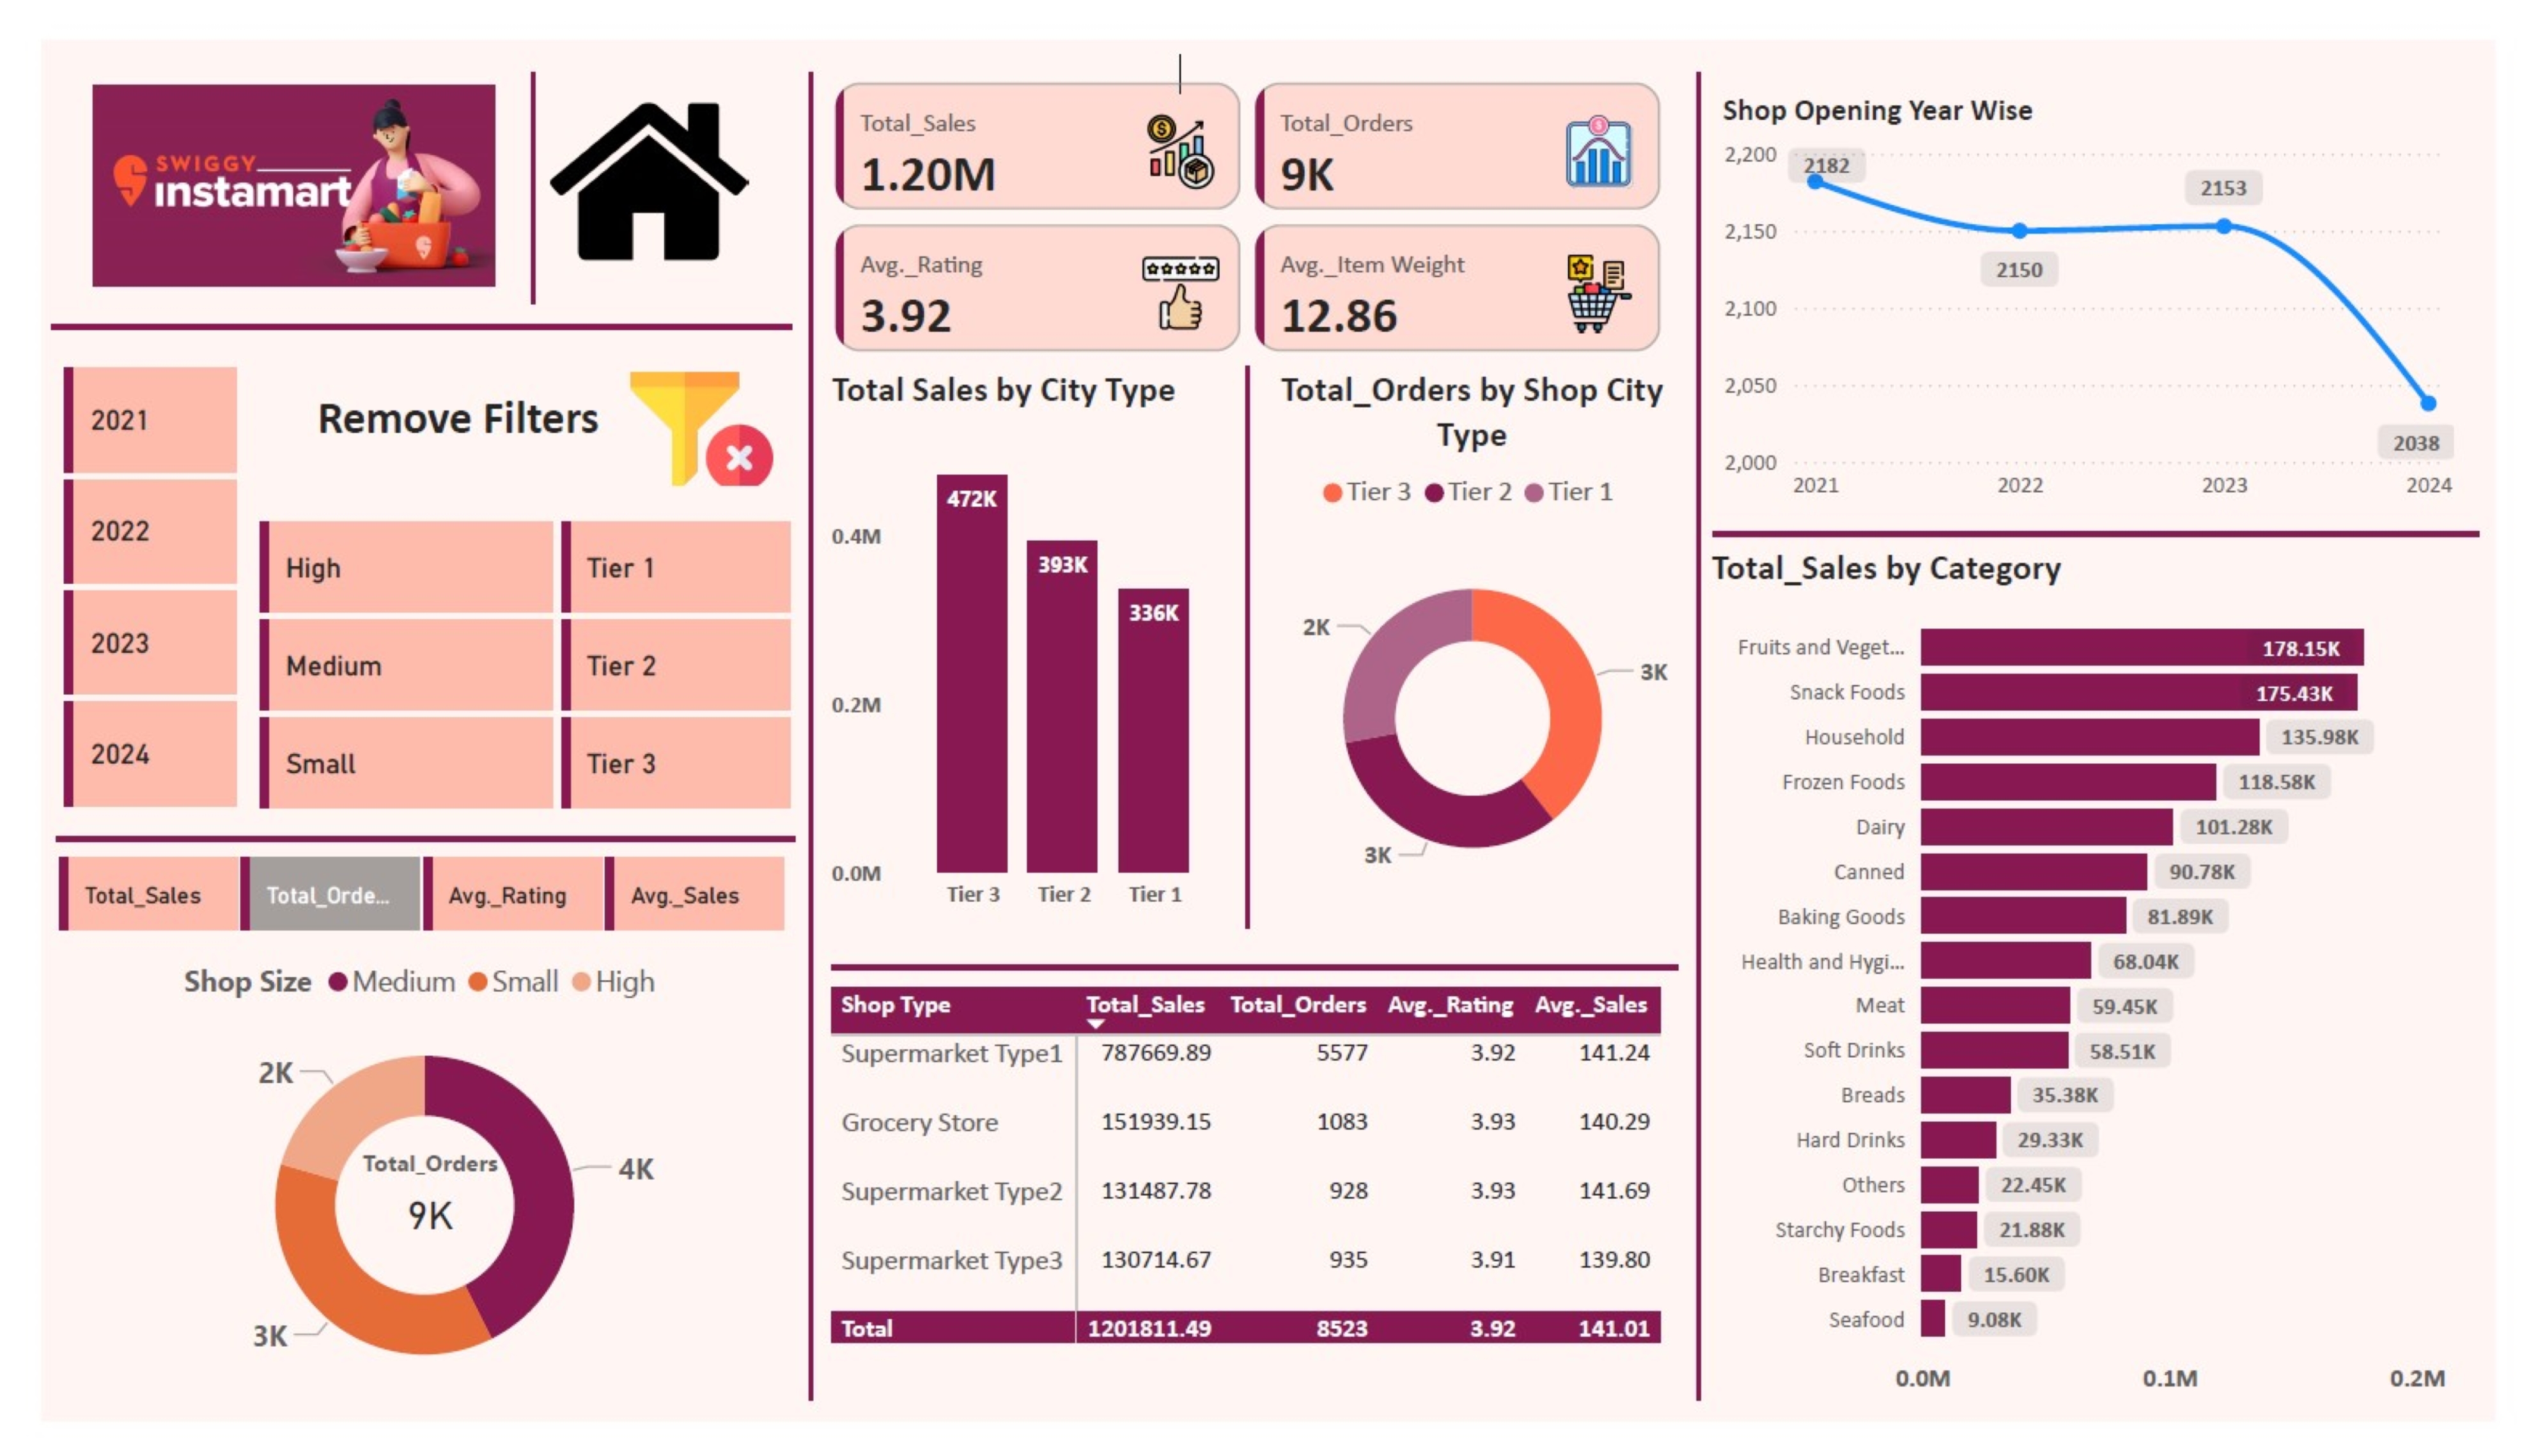 SWIGGY
instamart
2021
2022
2023
2024
Remove Filters
High
Medium
Small
Tier 1
Tier 2
Tier 3
Total_Sales
Total_Orde...
Avg._Rating
Avg._Sales
Shop Size Medium Small High
2K
4K
3K
Total_Orders
9K
Total_Sales
1.20M
Total_Orders
9K
Avg._Rating
3.92
Avg._Item Weight
12.86
Total Sales by City Type
0.4M
0.2M
0.0M
472K
393K
336K
Tier 3 Tier 2 Tier 1
Total_Orders by Shop City
Type
Tier 3 Tier 2 Tier 1
2K
3K
3K
Shop Type Total_Sales Total_Orders Avg._Rating Avg._Sales
Supermarket Type1 787669.89 5577 3.92 141.24
Grocery Store 151939.15 1083 3.93 140.29
Supermarket Type2 131487.78 928 3.93 141.69
Supermarket Type3 130714.67 935 3.91 139.80
Total 1201811.49 8523 3.92 141.01
Shop Opening Year Wise
2,200
2,150
2,100
2,050
2,000
2182
2150
2153
2038
2021 2022 2023 2024
Total_Sales by Category
Fruits and Veget... 178.15K
Snack Foods 175.43K
Household 135.98K
Frozen Foods 118.58K
Dairy 101.28K
Canned 90.78K
Baking Goods 81.89K
Health and Hygi... 68.04K
Meat 59.45K
Soft Drinks 58.51K
Breads 35.38K
Hard Drinks 29.33K
Others 22.45K
Starchy Foods 21.88K
Breakfast 15.60K
Seafood 9.08K
0.0M 0.1M 0.2M